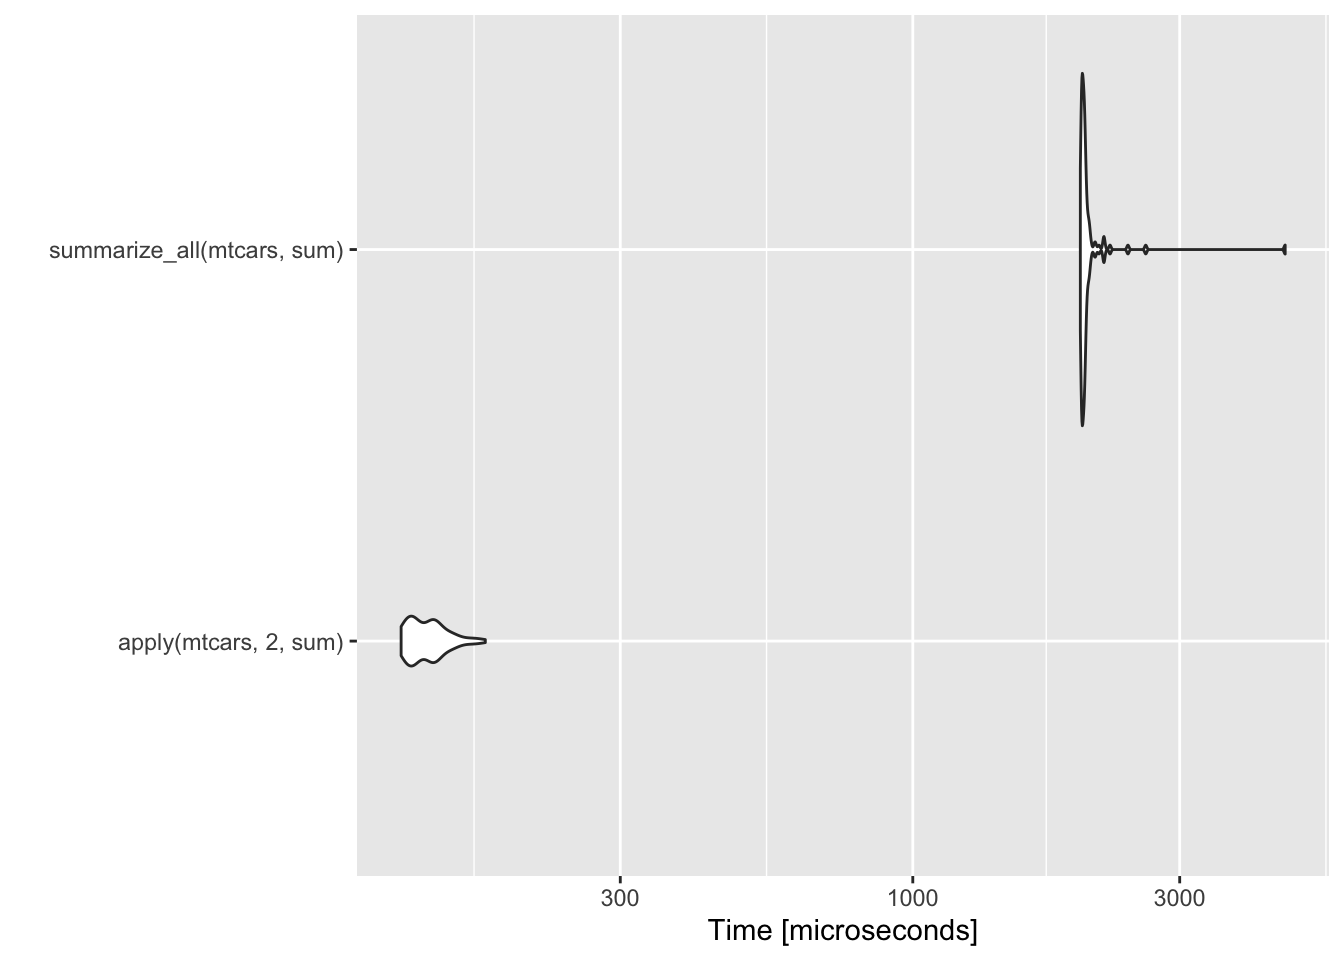 summarize_all(mtcars, sum)
apply(mtcars, 2, sum)
300 1000 3000
Time [microseconds]